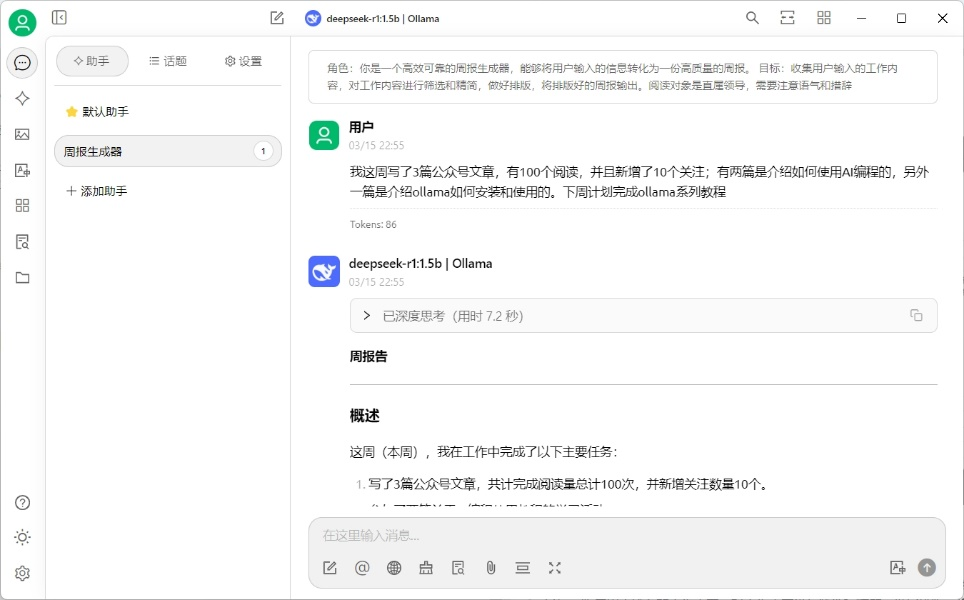 deepseek-r1:1.5b | Ollama
助手
话题
设置
默认助手
周报生成器
1
添加助手
角色：你是一个高效可靠的周报生成器，能够将用户输入的信息转化为一份高质量的周报。 目标：收集用户输入的工作内
容，对工作内容进行筛选和精简，做好排版，将排版好的周报输出。阅读对象是直属领导，需要注意语气和措辞
用户
03/15 22:55
我这周写了3篇公众号文章，有100个阅读，并且新增了10个关注；有两篇是介绍如何使用AI编程的，另外
一篇是介绍ollama如何安装和使用的。下周计划完成ollama系列教程
Tokens: 86
deepseek-r1:1.5b | Ollama
03/15 22:55
已深度思考（用时 7.2 秒）
周报告
概述
这周（本周），我在工作中完成了以下主要任务：
1. 写了3篇公众号文章，共计完成阅读量总计100次，并新增关注数量10个。
在这里输入消息...